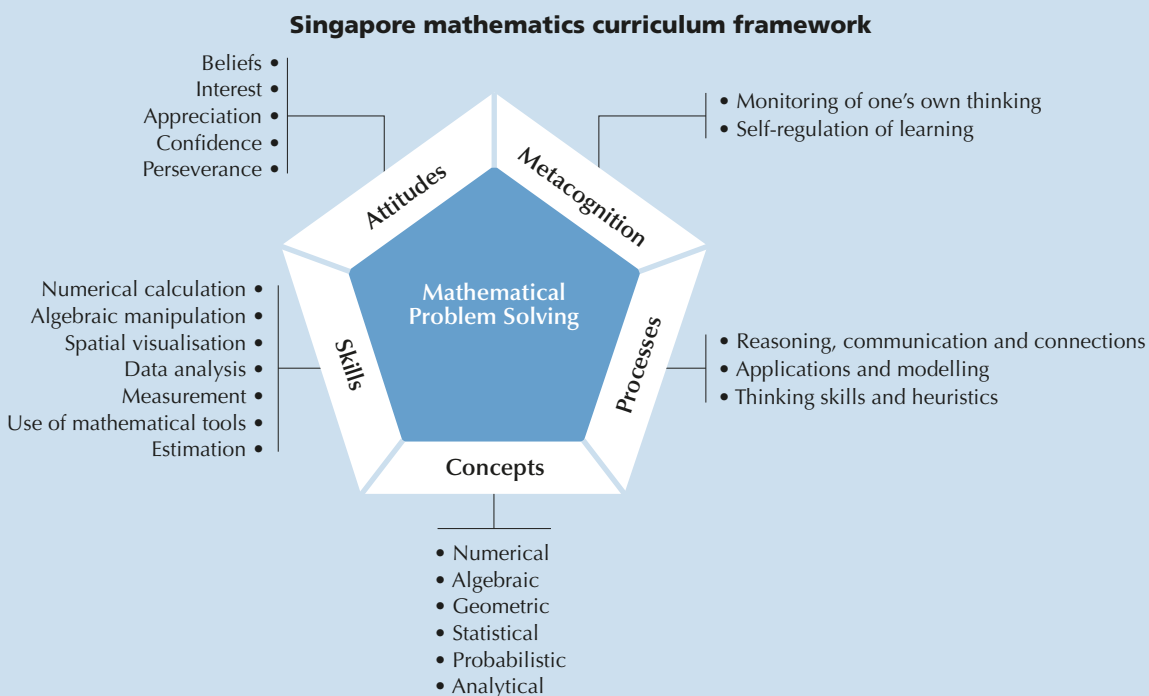 Singapore mathematics curriculum framework
Beliefs •
Interest •
Appreciation •
Confidence •
Perseverance •
• Monitoring of one's own thinking
• Self-regulation of learning
Attitudes
Metacognition
Mathematical
Problem Solving
Numerical calculation •
Algebraic manipulation •
Spatial visualisation •
Data analysis •
Measurement •
Use of mathematical tools •
Estimation •
Skills
Processes
• Reasoning, communication and connections
• Applications and modelling
• Thinking skills and heuristics
Concepts
• Numerical
• Algebraic
• Geometric
• Statistical
• Probabilistic
• Analytical